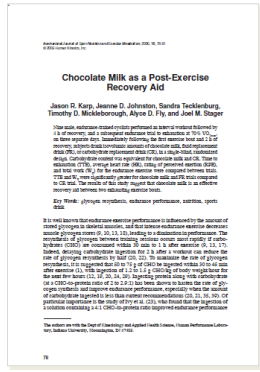 International Journal of Sport Nutrition and Exercise Metabolism, 2006, 16, 78-91
© 2006 Human Kinetics, Inc.
Chocolate Milk as a Post-Exercise
Recovery Aid
Jason R. Karp, Jeanne D. Johnston, Sandra Tecklenburg,
Timothy D. Mickleborough, Alyce D. Fly, and Joel M. Stager
Nine male, endurance-trained cyclists performed an interval workout followed by
4 h of recovery, and a subsequent endurance trial to exhaustion at 70% VO2max,
on three separate days. Immediately following the first exercise bout and 2 h of
recovery, subjects drank isovolumic amounts of chocolate milk, fluid replacement
drink (FR), or carbohydrate replacement drink (CR), in a single-blind, randomized
design. Carbohydrate content was equivalent for chocolate milk and CR. Time to
exhaustion (TTE), average heart rate (HR), rating of perceived exertion (RPE),
and total work (WT) for the endurance exercise were compared between trials.
TTE and WT were significantly greater for chocolate milk and FR trials compared
to CR trial. The results of this study suggest that chocolate milk is an effective
recovery aid between two exhausting exercise bouts.
Key Words: glycogen resynthesis, endurance performance, nutrition, sports
drink
It is well known that endurance exercise performance is influenced by the amount of
stored glycogen in skeletal muscles, and that intense endurance exercise decreases
muscle glycogen stores (9, 10, 13, 18), leading to a diminution in performance. The
resynthesis of glycogen between training sessions occurs most rapidly if carbo-
hydrates (CHO) are consumed within 30 min to 1 h after exercise (9, 13, 17).
Indeed, delaying carbohydrate ingestion for 2 h after a workout can reduce the
rate of glycogen resynthesis by half (20, 22). To maximize the rate of glycogen
resynthesis, it is suggested that 50 to 75 g of CHO be ingested within 30 to 45 min
after exercise (1), with ingestion of 1.2 to 1.5 g CHO/kg of body weight/hour for
the next few hours. Ingesting protein along with carbohydrate
(at a CHO-to-protein ratio of 2 to 2.9:1) has been shown to hasten the rate of gly-
cogen synthesis and improve endurance performance, especially when the amount
of carbohydrate ingested is less than current recommendations. Of
particular importance is the study of Ivy et al., who found that the ingestion of
a solution containing a 4:1 CHO-to-protein ratio improved endurance performance
The authors are with the Dept of Kinesiology and Applied Health Science, Human Performance Labora-
tory, Indiana University, Bloomington, IN 47405.
78